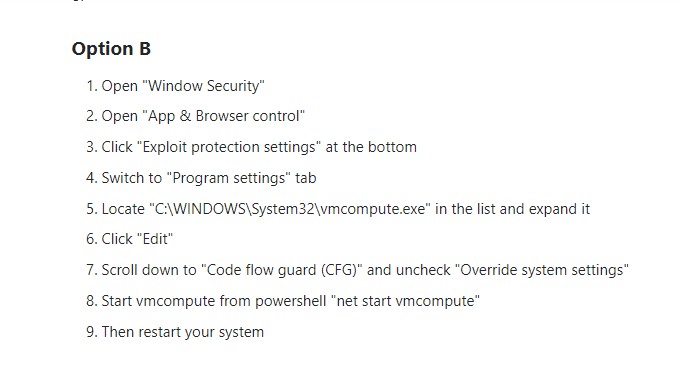 Option B
1. Open "Window Security"
2. Open "App & Browser control"
3. Click "Exploit protection settings" at the bottom
4. Switch to "Program settings" tab
5. Locate "C:\WINDOWS\System32\vmcompute.exe" in the list and expand it
6. Click "Edit"
7. Scroll down to "Code flow guard (CFG)" and uncheck "Override system settings"
8. Start vmcompute from powershell "net start vmcompute"
9. Then restart your system